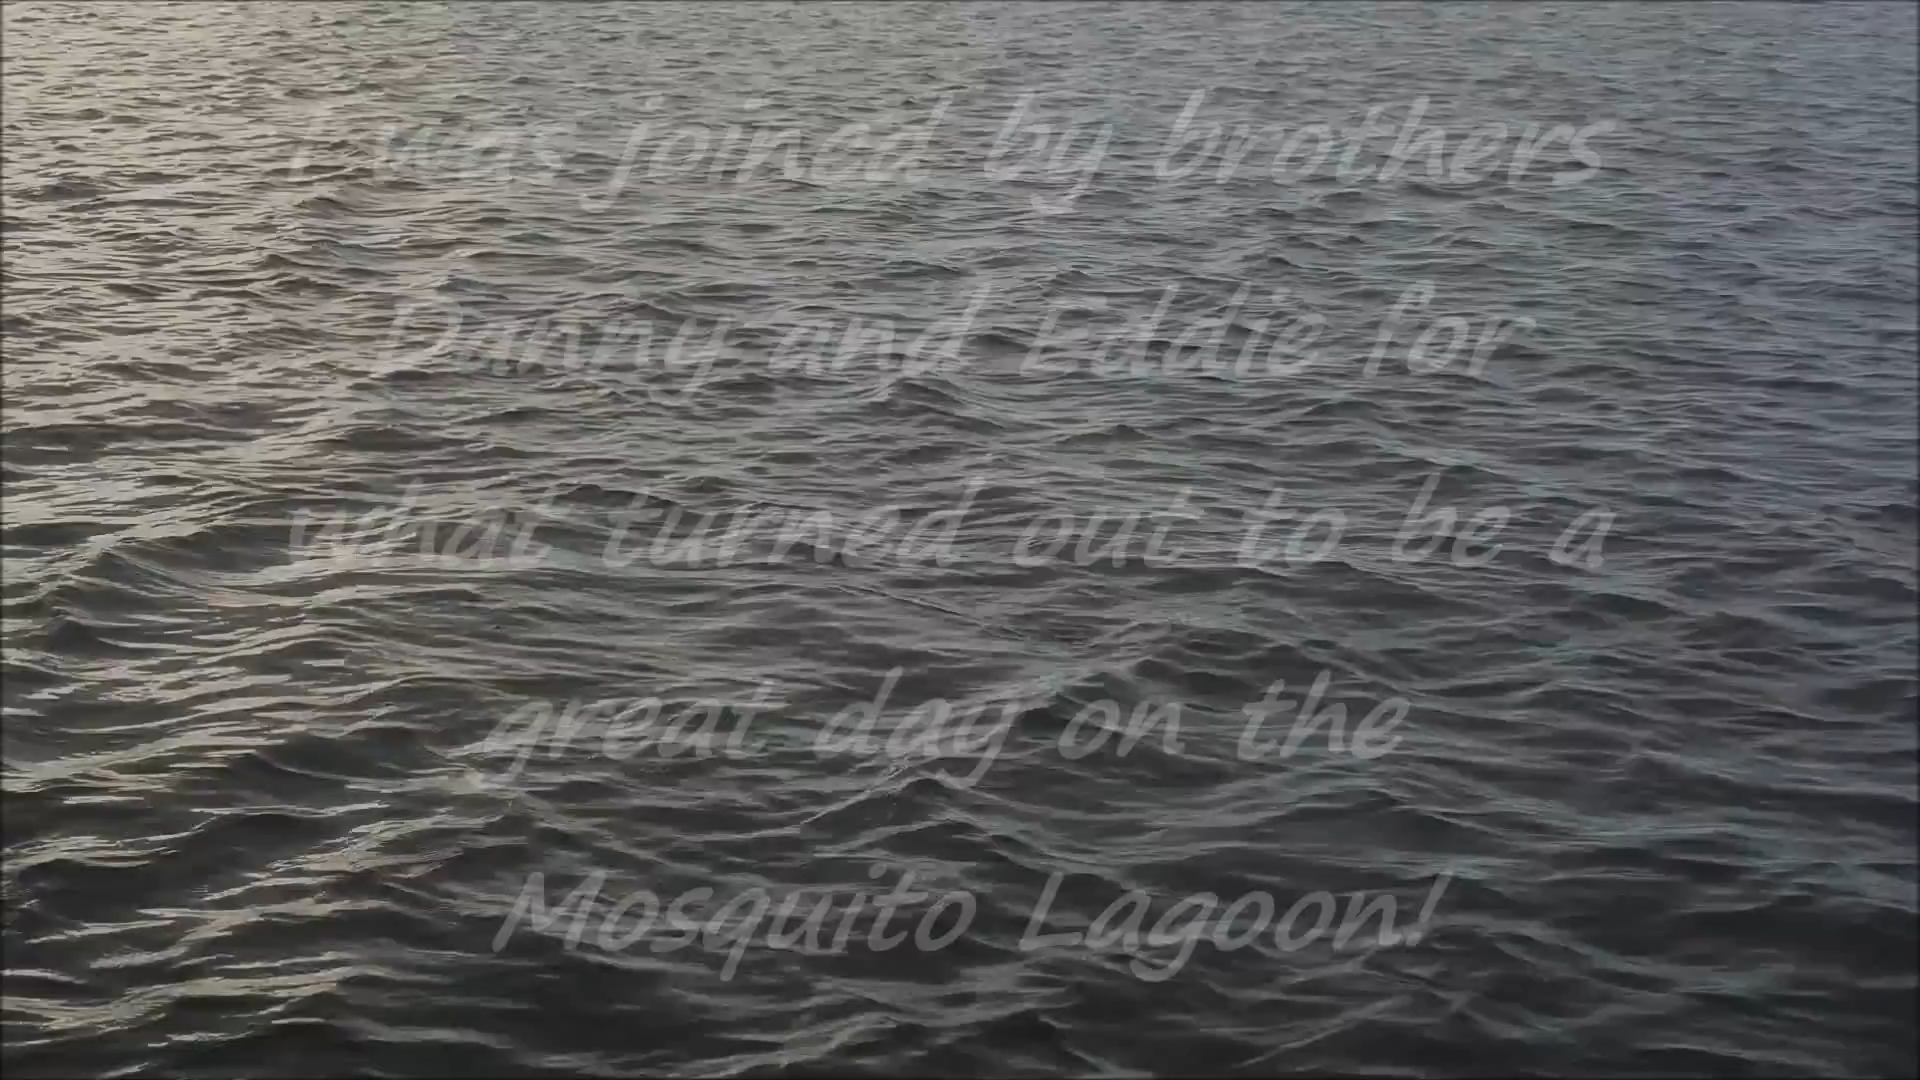 I was joined by brothers
Danny and Eddie for
what turned out to be a
great day on the
Mosquito Lagoon!